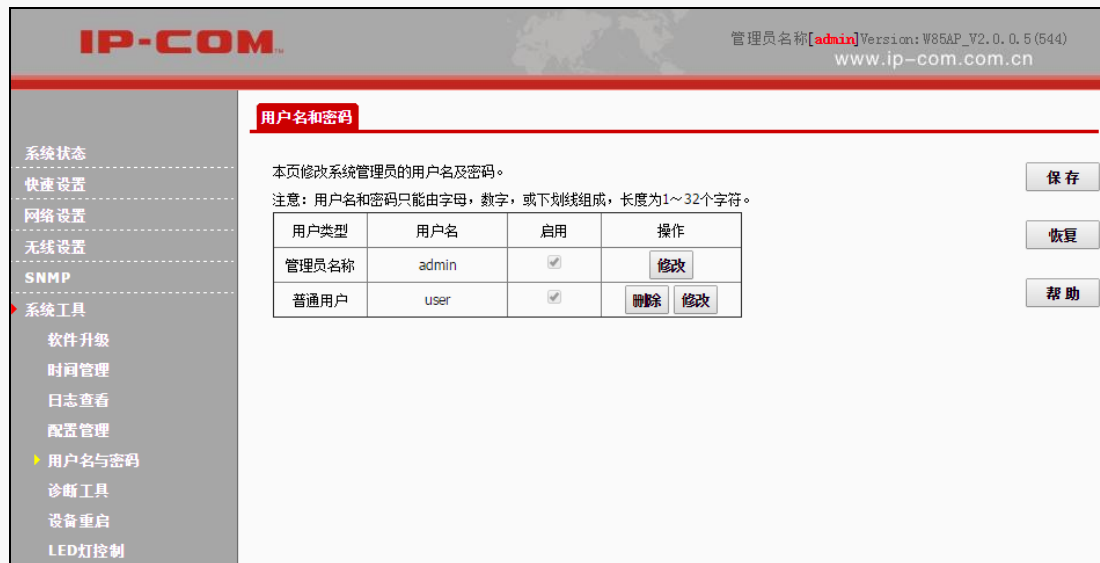 IP-COM™
管理员名称[admin]Version:W85AP_V2.0.0.5(544)
www.ip-com.com.cn
系统状态
快速设置
网络设置
无线设置
SNMP
系统工具
软件升级
时间管理
日志查看
配置管理
用户名与密码
诊断工具
设备重启
LED灯控制
用户名和密码
本页修改系统管理员的用户名及密码。
注意：用户名和密码只能由字母，数字，或下划线组成，长度为1～32个字符。
用户类型 用户名 启用 操作
管理员名称 admin 修改
普通用户 user 删除 修改
保存
恢复
帮助